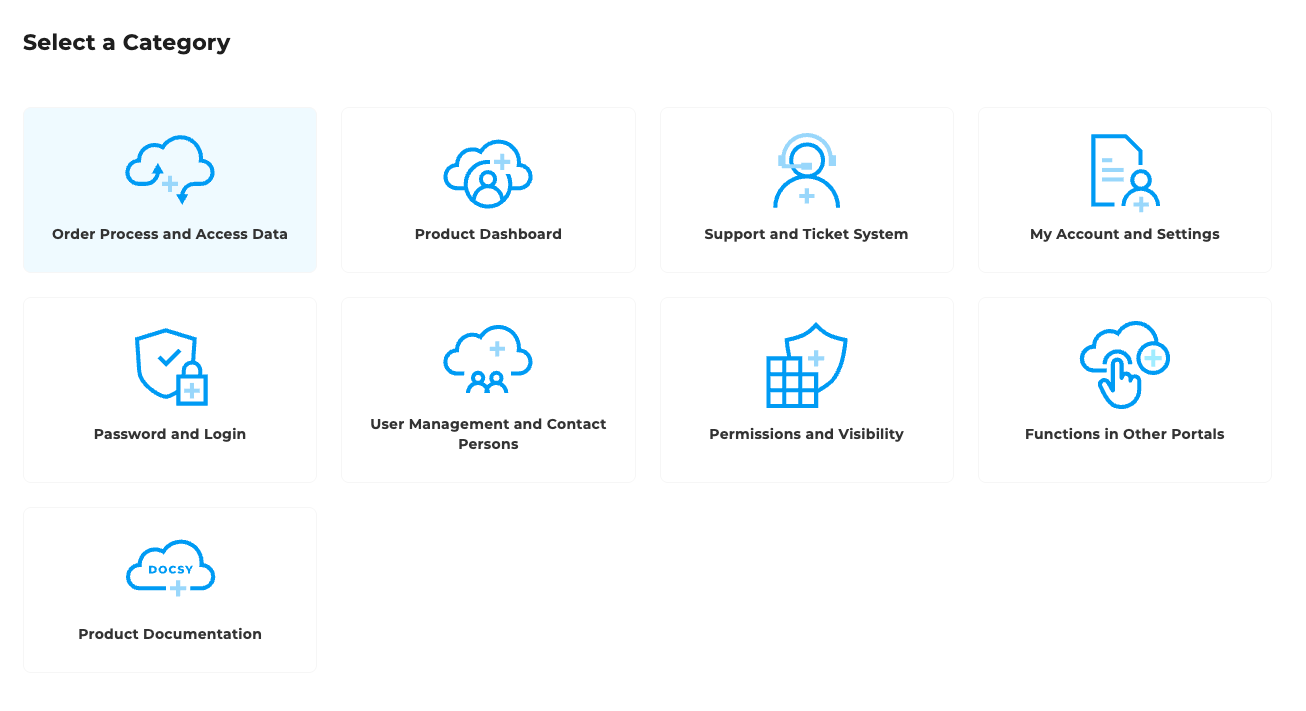 Select a Category
Order Process and Access Data
Product Dashboard
Support and Ticket System
My Account and Settings
Password and Login
User Management and Contact
Persons
Permissions and Visibility
Functions in Other Portals
DOCSY
Product Documentation